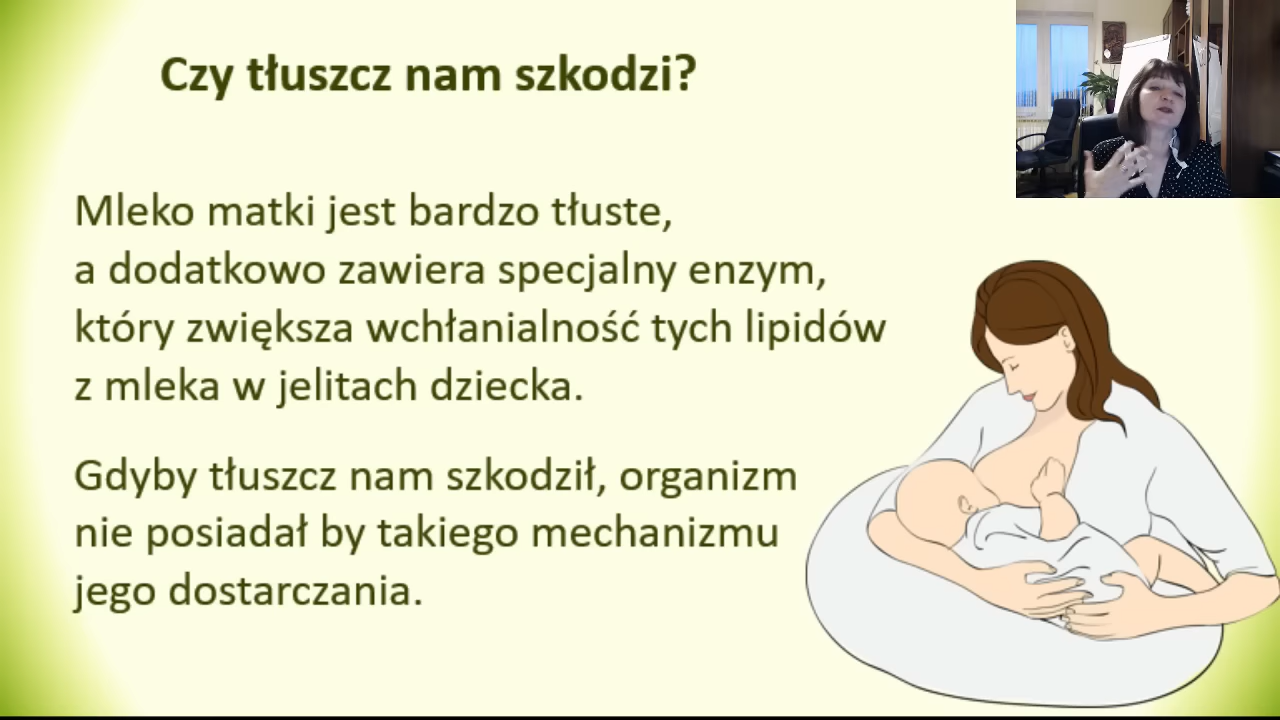 Czy tłuszcz nam szkodzi?
Mleko matki jest bardzo tłuste,
a dodatkowo zawiera specjalny enzym,
który zwiększa wchłanialność tych lipidów
z mleka w jelitach dziecka.
Gdyby tłuszcz nam szkodził, organizm
nie posiadał by takiego mechanizmu
jego dostarczania.